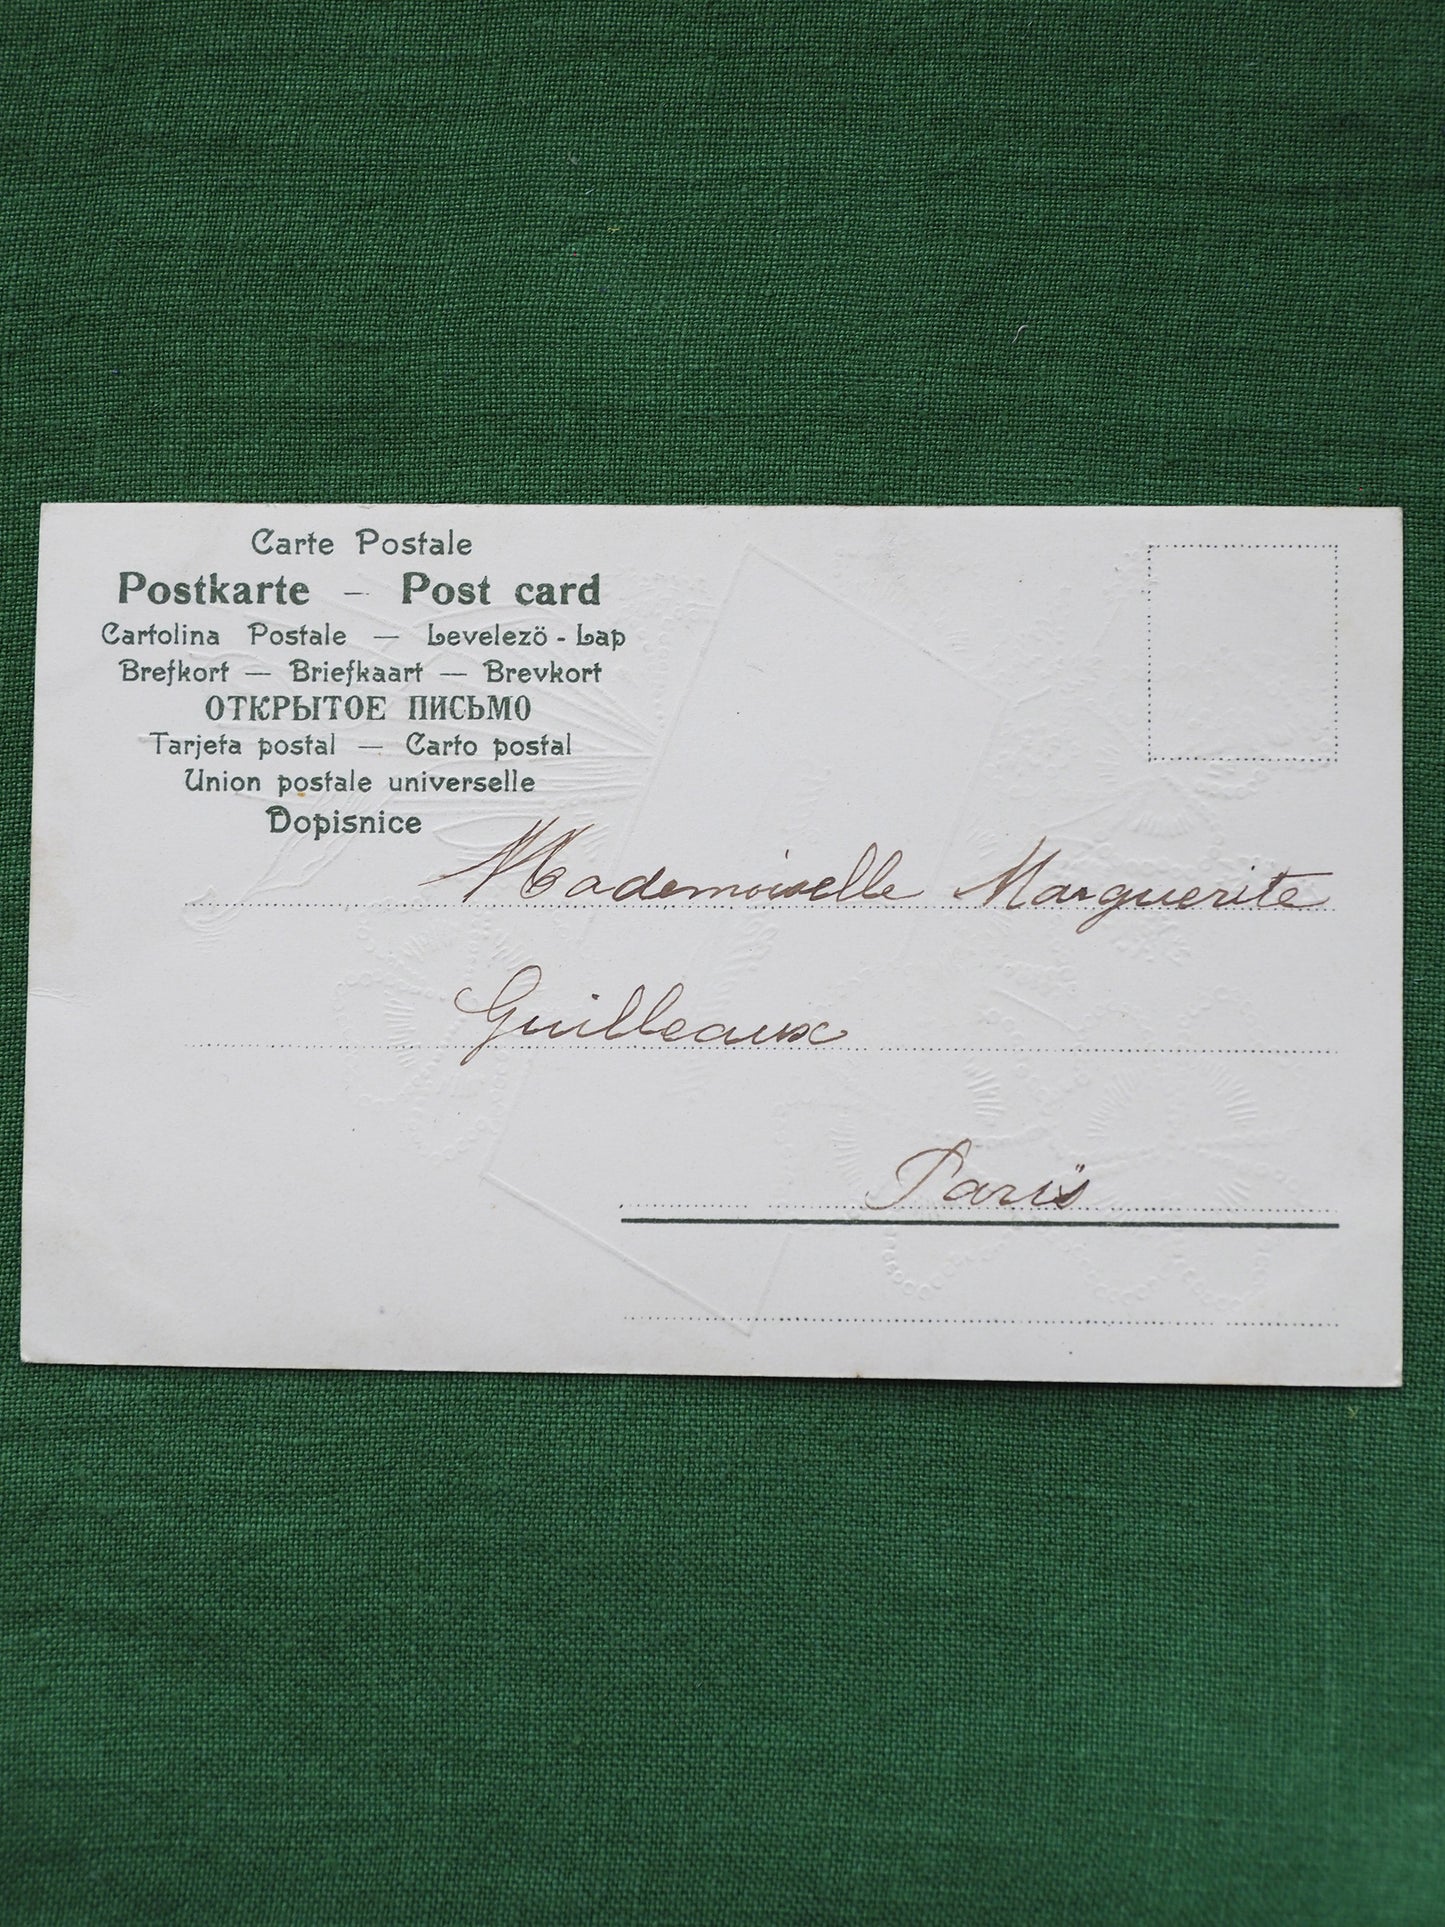 Carte Postale
Postkarte — Post card
Cartolina Postale — Levelezö - Lap
Brefkort — Briefkaart — Brevkort
ОТКРЫТОЕ ПИСЬМО
Tarjeta postal — Carto postal
Union postale universelle
Dopisnice
Mademoiselle Marguerite
Guilleaux
Paris